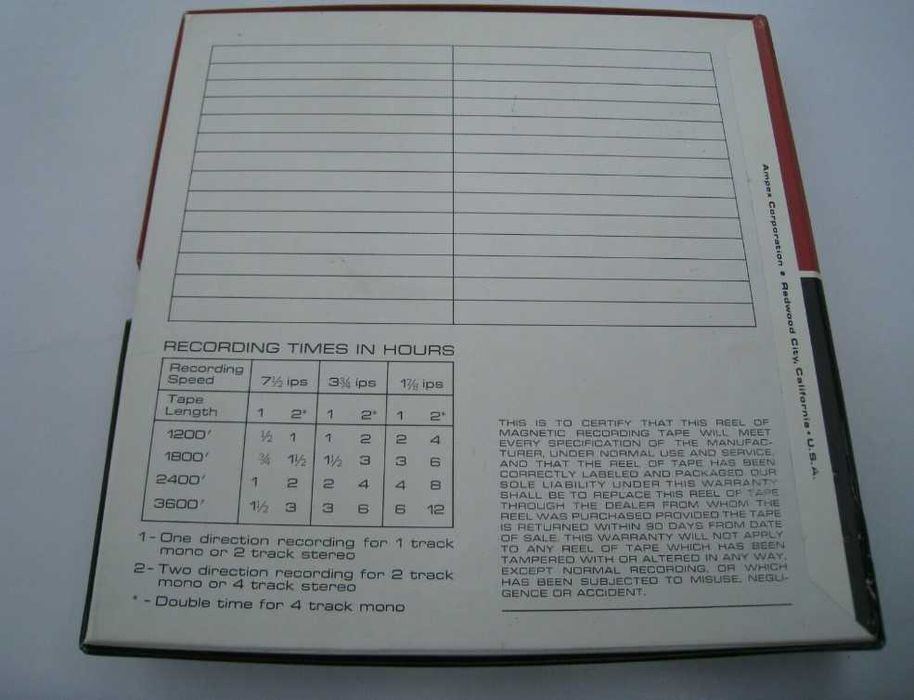 RECORDING TIMES IN HOURS
Recording Speed 7½ ips 3¾ ips 1⅞ ips
Tape Length 1 2* 1 2* 1 2*
1200' ½ 1 1 2 2 4
1800' ¾ 1½ 1½ 3 3 6
2400' 1 2 2 4 4 8
3600' 1½ 3 3 6 6 12
1 - One direction recording for 1 track
mono or 2 track stereo
2 - Two direction recording for 2 track
mono or 4 track stereo
* - Double time for 4 track mono
THIS IS TO CERTIFY THAT THIS REEL OF
MAGNETIC RECORDING TAPE WILL MEET
EVERY SPECIFICATION OF THE MANUFAC-
TURER, UNDER NORMAL USE AND SERVICE,
AND THAT THE REEL OF TAPE HAS BEEN
CORRECTLY LABELED AND PACKAGED. OUR
SOLE LIABILITY UNDER THIS WARRANTY
SHALL BE TO REPLACE THIS REEL OF TAPE
THROUGH THE DEALER FROM WHOM THE
REEL WAS PURCHASED PROVIDED THE TAPE
IS RETURNED WITHIN 90 DAYS FROM DATE
OF SALE. THIS WARRANTY WILL NOT APPLY
TO ANY REEL OF TAPE WHICH HAS BEEN
TAMPERED WITH OR ALTERED IN ANY WAY,
EXCEPT NORMAL RECORDING, OR WHICH
HAS BEEN SUBJECTED TO MISUSE, NEGLI-
GENCE OR ACCIDENT.
Ampex Corporation • Redwood City, California • U.S.A.